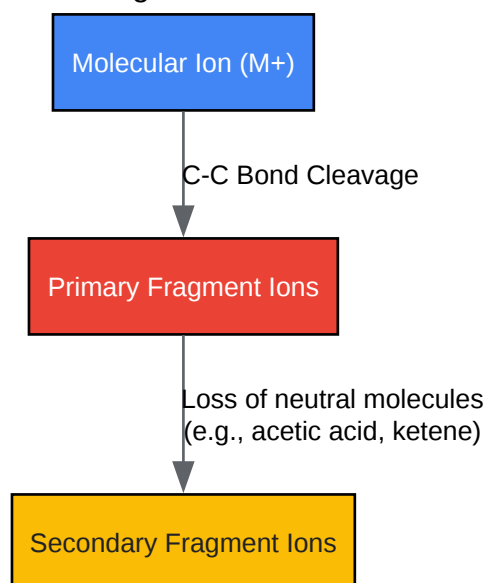 Molecular Ion (M+)
C-C Bond Cleavage
Primary Fragment Ions
Loss of neutral molecules
(e.g., acetic acid, ketene)
Secondary Fragment Ions